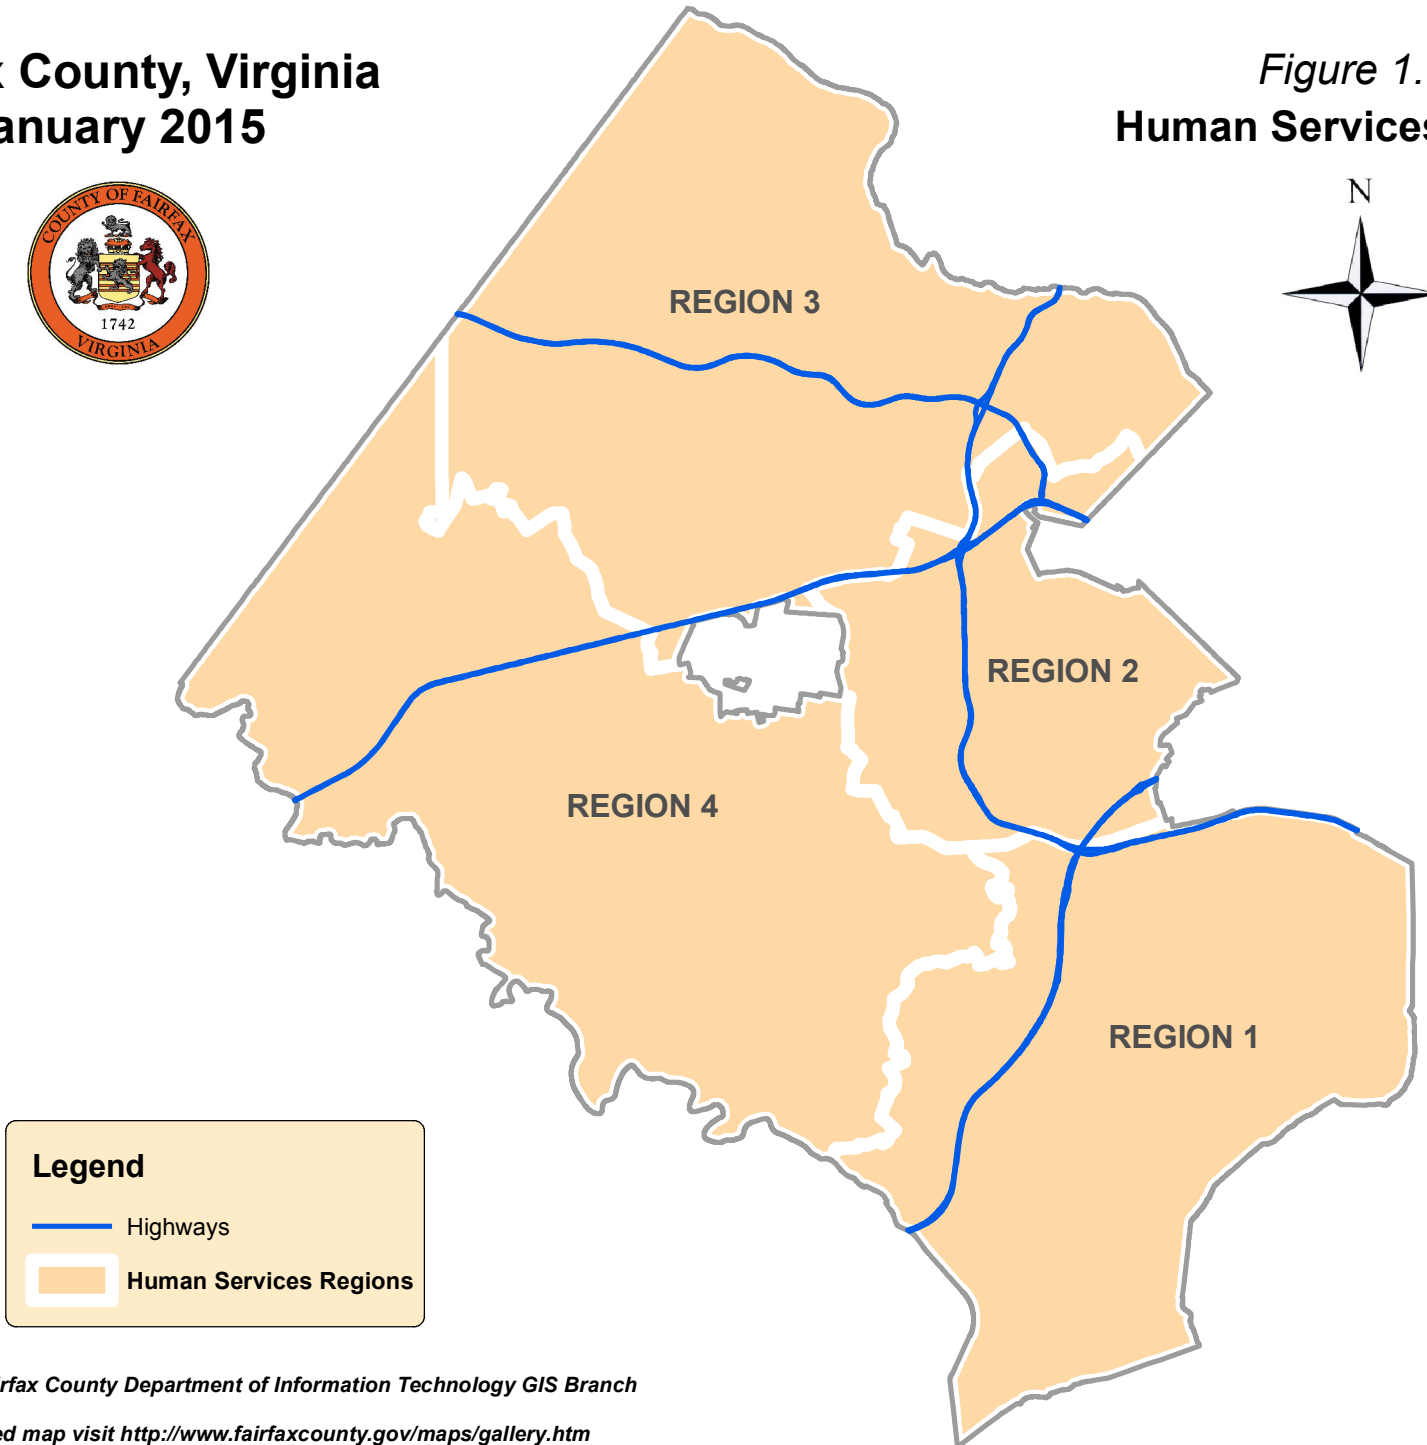 x County, Virginia
anuary 2015
Figure 1.
Human Services
COUNTY OF FAIRFAX
1742
VIRGINIA
N
REGION 3
REGION 2
REGION 4
REGION 1
Legend
Highways
Human Services Regions
rfax County Department of Information Technology GIS Branch
ed map visit http://www.fairfaxcounty.gov/maps/gallery.htm